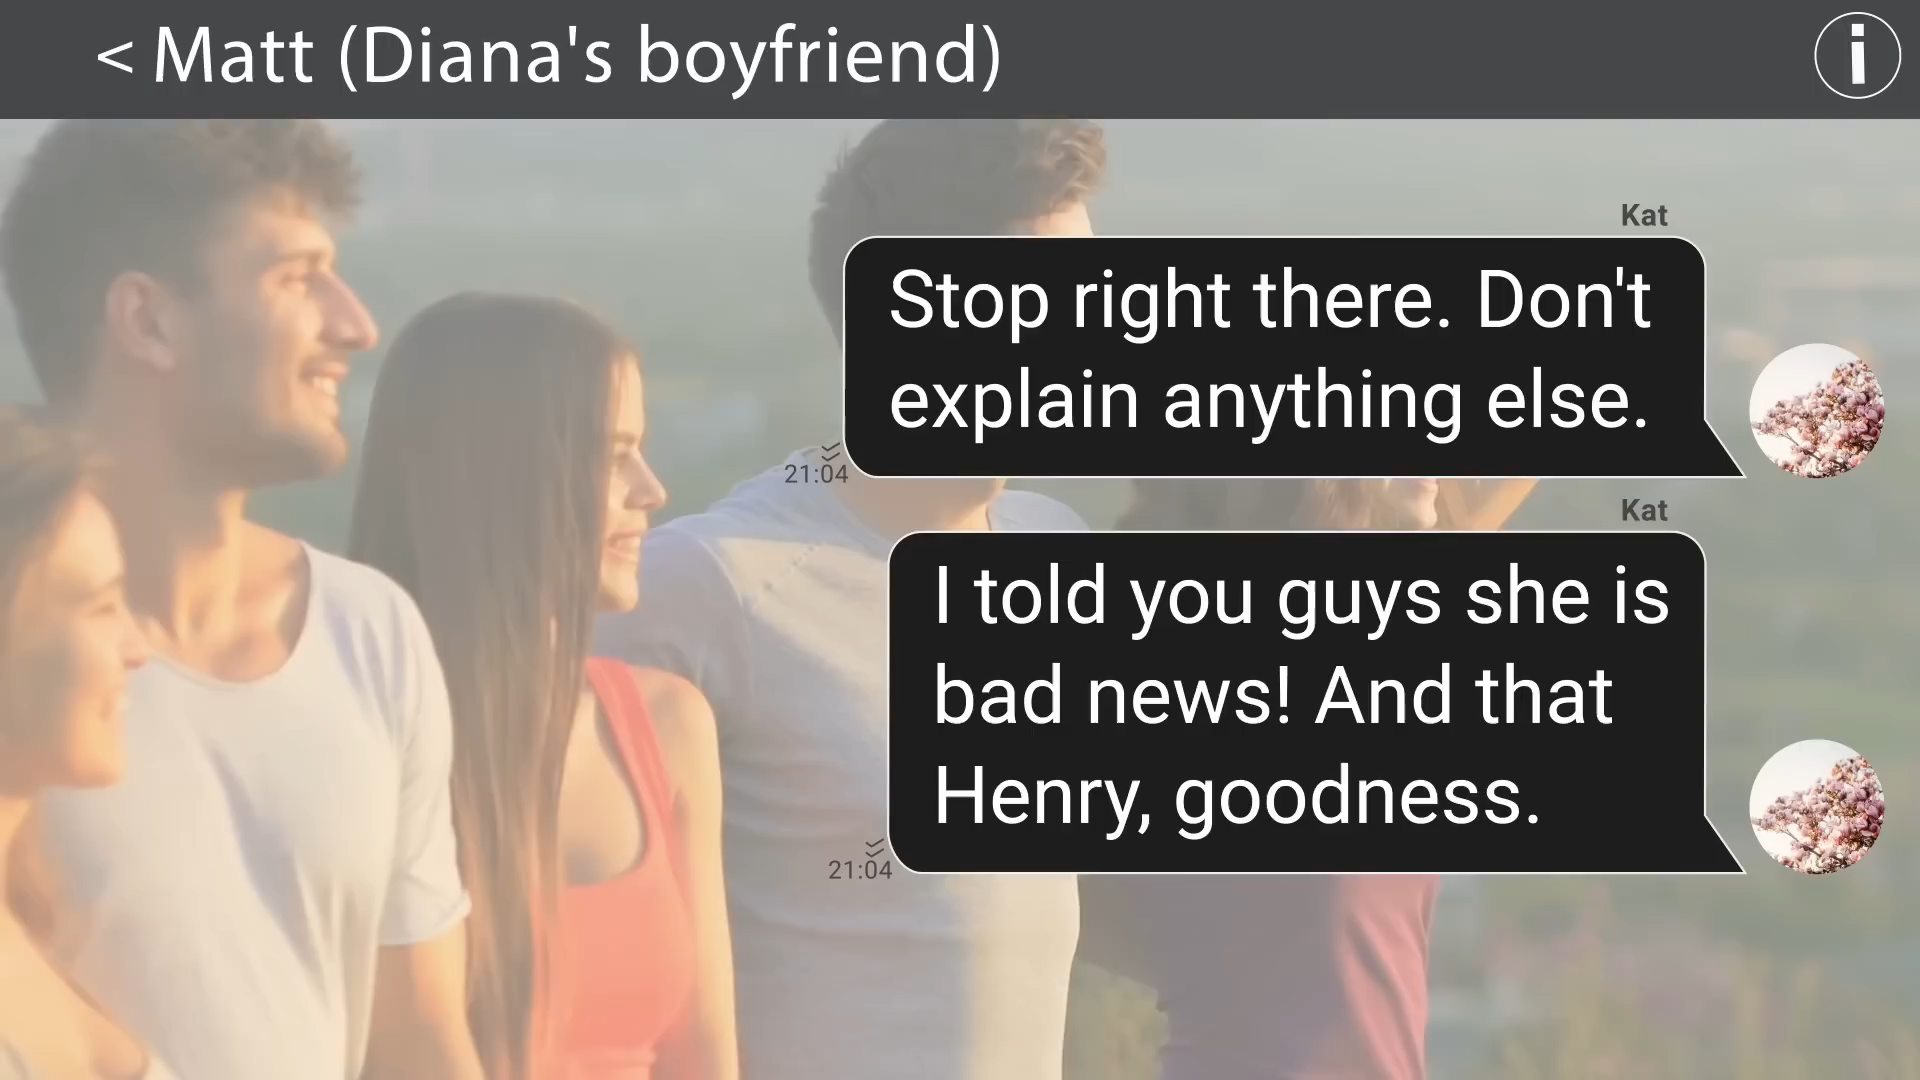 < Matt (Diana's boyfriend)
i
Kat
Stop right there. Don't
explain anything else.
21:04
Kat
I told you guys she is
bad news! And that
Henry, goodness.
21:04